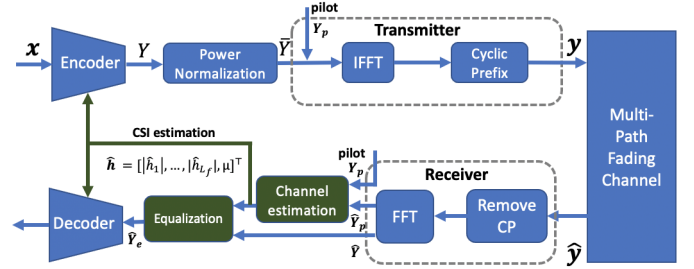 pilot
Y_p
Transmitter
x
Encoder
Y
Power
Normalization
Ȳ
IFFT
Cyclic
Prefix
y
Multi-
Path
Fading
Channel
CSI estimation
ĥ = [|ĥ_1|, ..., |ĥ_{L_f}|, μ]^⊤
pilot
Y_p
Receiver
Decoder
Ŷ_e
Equalization
Channel
estimation
Ŷ_p
Ŷ
FFT
Remove
CP
ŷ